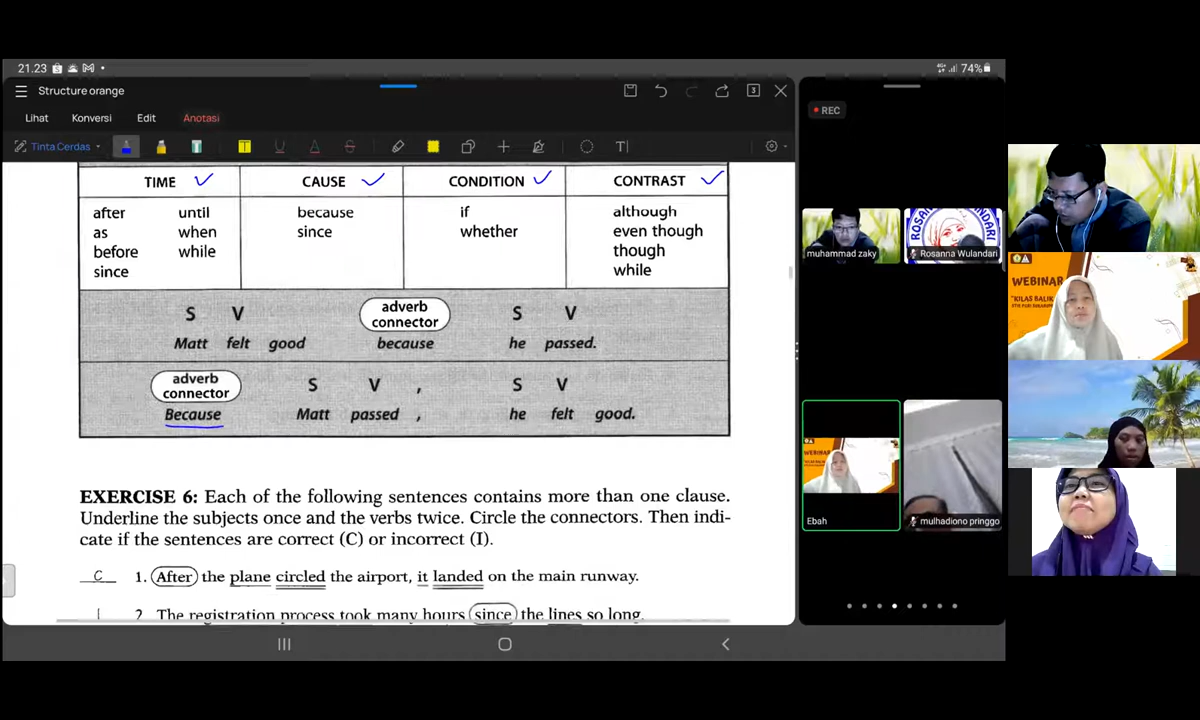 21.23
74%
Structure orange
3
Lihat Konversi Edit Anotasi
Tinta Cerdas
T
TIME CAUSE CONDITION CONTRAST
after until because if although
as when since whether even though
before while though
since while
S V adverb connector S V
Matt felt good because he passed.
adverb connector S V , S V
Because Matt passed , he felt good.
EXERCISE 6: Each of the following sentences contains more than one clause.
Underline the subjects once and the verbs twice. Circle the connectors. Then indi-
cate if the sentences are correct (C) or incorrect (I).
C 1. After the plane circled the airport, it landed on the main runway.
I 2. The registration process took many hours since the lines so long.
REC
muhammad zaky
Rosanna Wulandari
Ebah
mulhadiono pringgo
WEBINAR